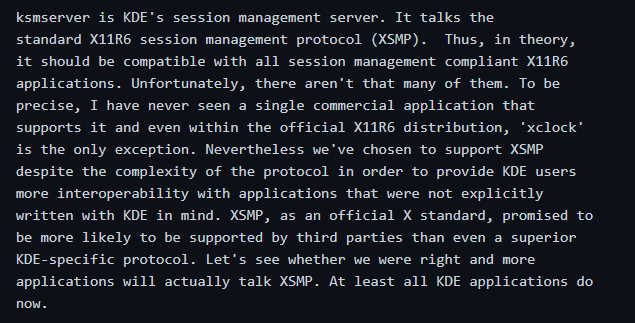 ksmserver is KDE's session management server. It talks the
standard X11R6 session management protocol (XSMP).  Thus, in theory,
it should be compatible with all session management compliant X11R6
applications. Unfortunately, there aren't that many of them. To be
precise, I have never seen a single commercial application that
supports it and even within the official X11R6 distribution, 'xclock'
is the only exception. Nevertheless we've chosen to support XSMP
despite the complexity of the protocol in order to provide KDE users
more interoperability with applications that were not explicitly
written with KDE in mind. XSMP, as an official X standard, promised to
be more likely to be supported by third parties than even a superior
KDE-specific protocol. Let's see whether we were right and more
applications will actually talk XSMP. At least all KDE applications do
now.